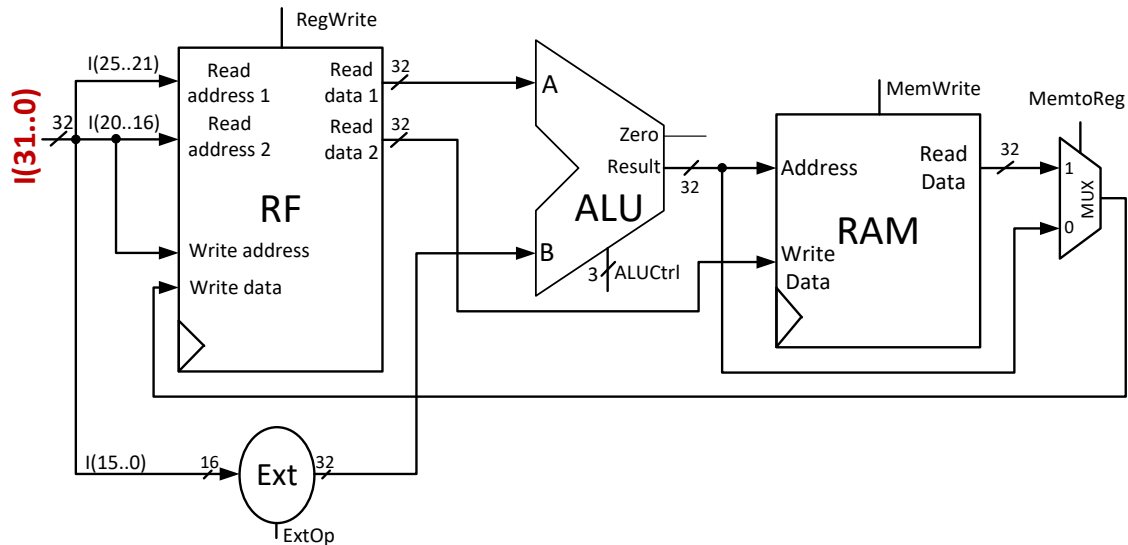 RegWrite
I(25..21)
Read
address 1
Read
data 1
32
A
I(31..0)
32
I(20..16)
Read
address 2
Read
data 2
32
MemWrite
MemtoReg
Zero
Result
32
Address
Read
Data
32
1
MUX
0
RF
ALU
RAM
Write address
B
Write
Data
3
ALUCtrl
Write data
I(15..0)
16
Ext
32
ExtOp